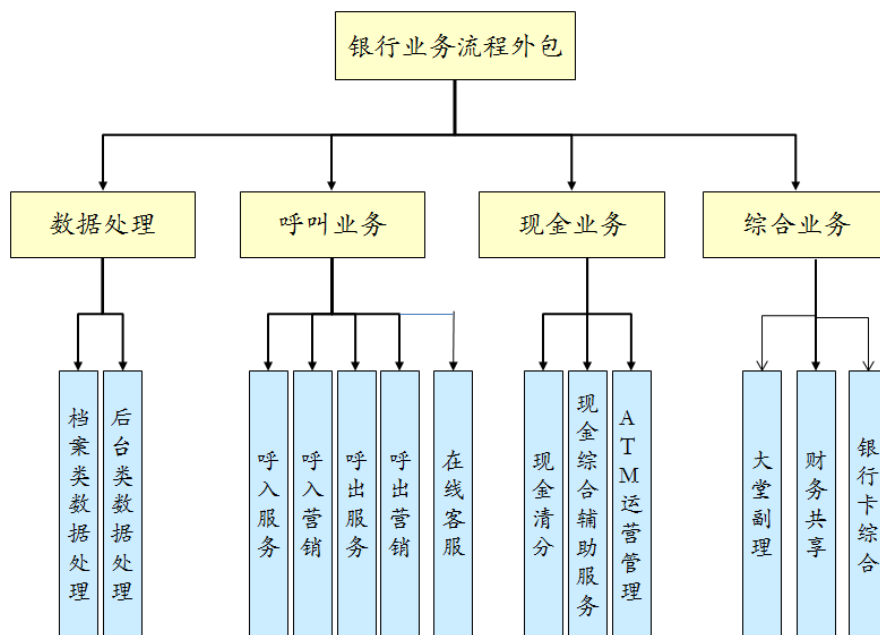 银行业务流程外包
数据处理
呼叫业务
现金业务
综合业务
档案类数据处理
后台类数据处理
呼入服务
呼入营销
呼出服务
呼出营销
在线客服
现金清分
现金综合辅助服务
ATM运营管理
大堂副理
财务共享
银行卡综合